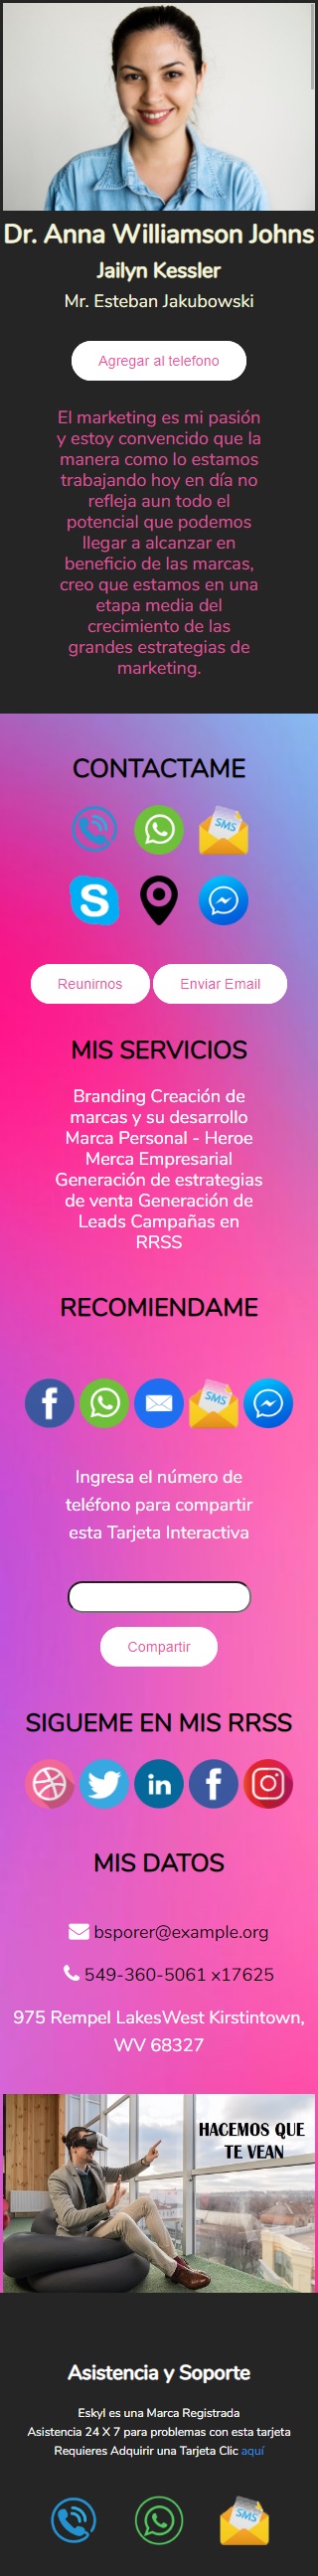 Dr. Anna Williamson Johns
Jailyn Kessler
Mr. Esteban Jakubowski
Agregar al telefono
El marketing es mi pasión
y estoy convencido que la
manera como lo estamos
trabajando hoy en día no
refleja aun todo el
potencial que podemos
llegar a alcanzar en
beneficio de las marcas,
creo que estamos en una
etapa media del
crecimiento de las
grandes estrategias de
marketing.
CONTACTAME
SMS
S
Reunirnos Enviar Email
MIS SERVICIOS
Branding Creación de
marcas y su desarrollo
Marca Personal - Heroe
Merca Empresarial
Generación de estrategias
de venta Generación de
Leads Campañas en
RRSS
RECOMIENDAME
f SMS
Ingresa el número de
teléfono para compartir
esta Tarjeta Interactiva
Compartir
SIGUEME EN MIS RRSS
in f
MIS DATOS
bsporer@example.org
549-360-5061 x17625
975 Rempel LakesWest Kirstintown,
WV 68327
HACEMOS QUE
TE VEAN
Asistencia y Soporte
Eskyl es una Marca Registrada
Asistencia 24 X 7 para problemas con esta tarjeta
Requieres Adquirir una Tarjeta Clic aquí
SMS